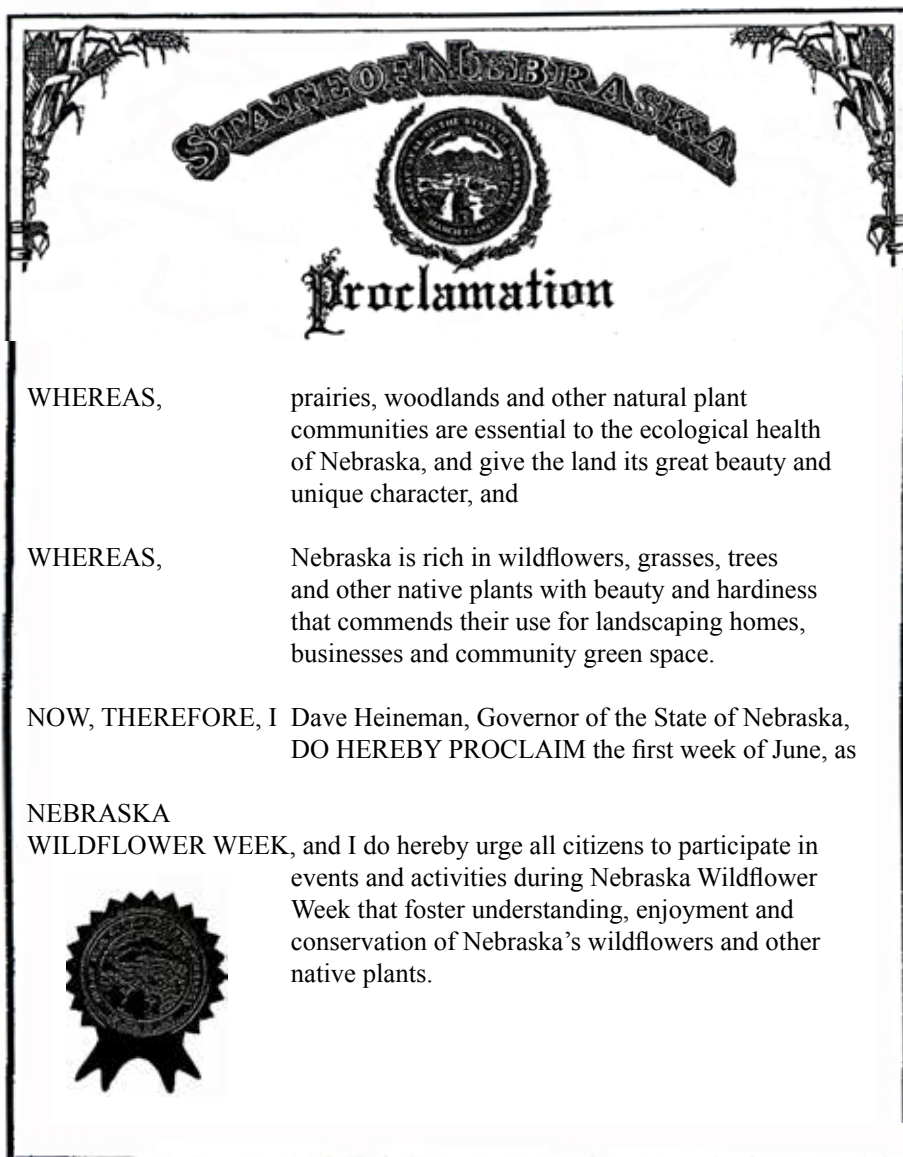 STATE OF NEBRASKA
Proclamation
WHEREAS, prairies, woodlands and other natural plant
communities are essential to the ecological health
of Nebraska, and give the land its great beauty and
unique character, and
WHEREAS, Nebraska is rich in wildflowers, grasses, trees
and other native plants with beauty and hardiness
that commends their use for landscaping homes,
businesses and community green space.
NOW, THEREFORE, I Dave Heineman, Governor of the State of Nebraska,
DO HEREBY PROCLAIM the first week of June, as
NEBRASKA
WILDFLOWER WEEK, and I do hereby urge all citizens to participate in
events and activities during Nebraska Wildflower
Week that foster understanding, enjoyment and
conservation of Nebraska’s wildflowers and other
native plants.